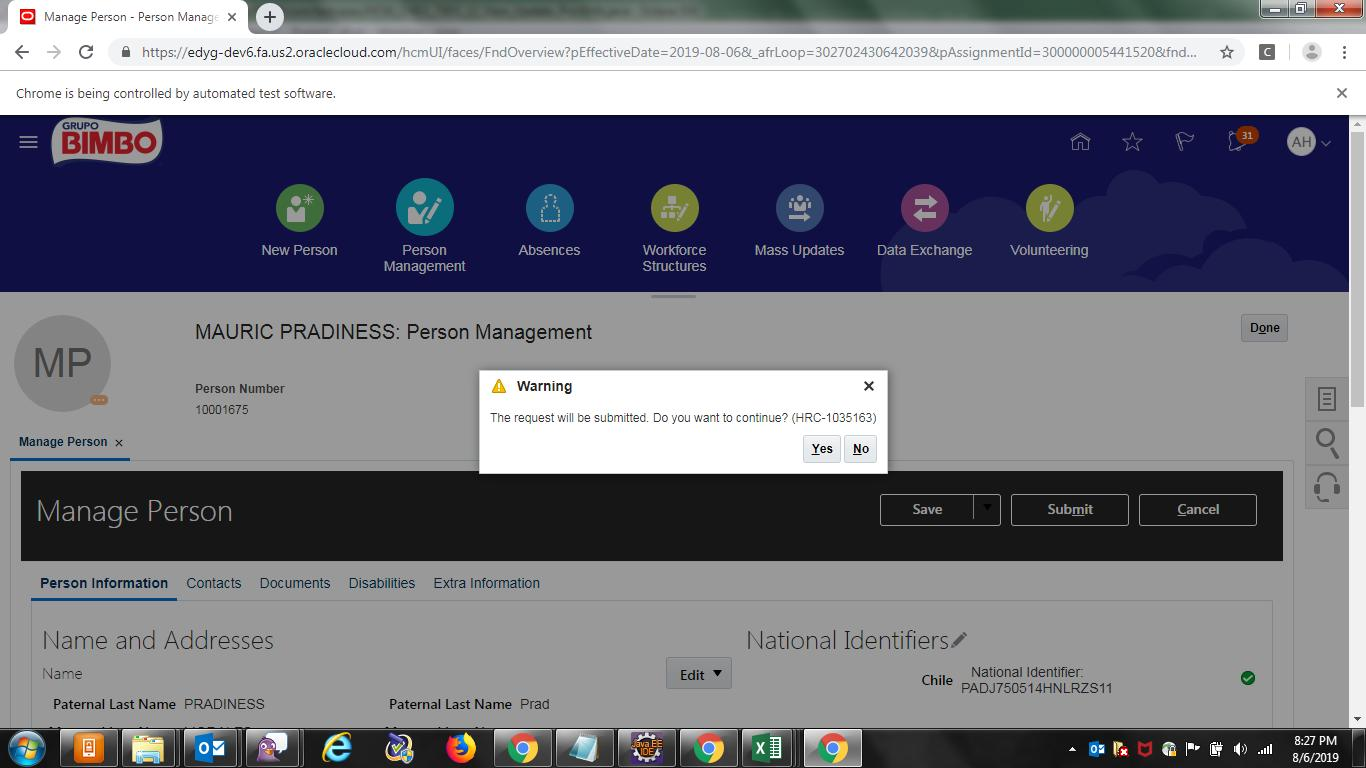 Manage Person - Person Manage
https://edyg-dev6.fa.us2.oraclecloud.com/hcmUI/faces/FndOverview?pEffectiveDate=2019-08-06&_afrLoop=302702430642039&pAssignmentId=300000005441520&fnd...
C
Chrome is being controlled by automated test software.
GRUPO
BIMBO
31
AH
New Person
Person Management
Absences
Workforce Structures
Mass Updates
Data Exchange
Volunteering
MP
MAURIC PRADINESS: Person Management
Done
Person Number
10001675
Warning
The request will be submitted. Do you want to continue? (HRC-1035163)
Yes No
Manage Person
Manage Person
Save Submit Cancel
Person Information Contacts Documents Disabilities Extra Information
Name and Addresses
National Identifiers
Name
Edit
Chile National Identifier:
PADJ750514HNLRZS11
Paternal Last Name PRADINESS Paternal Last Name Prad
Java EE
IDE
8:27 PM
8/6/2019